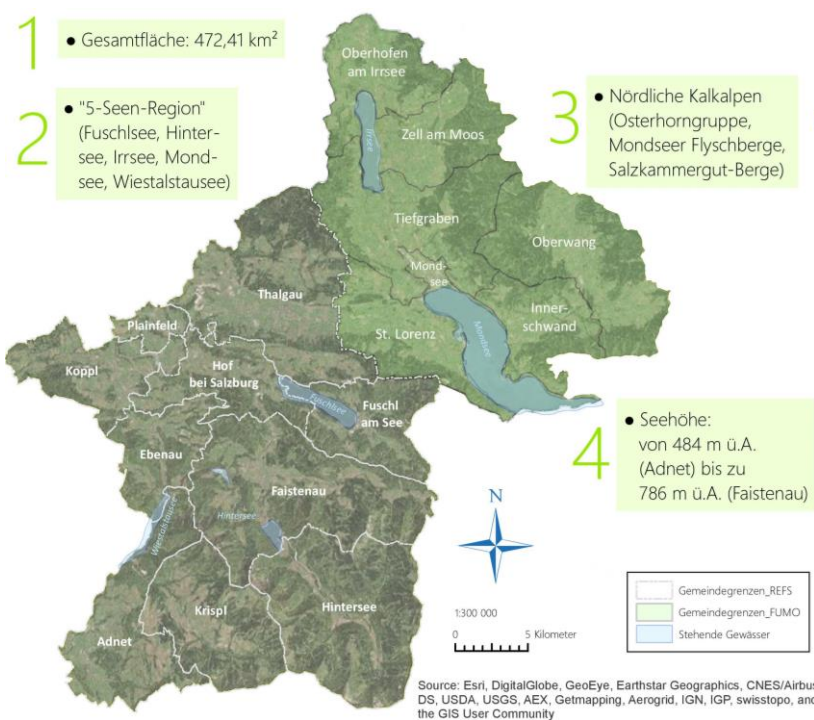 1
● Gesamtfläche: 472,41 km²
2
● "5-Seen-Region"
(Fuschlsee, Hinter-
see, Irrsee, Mond-
see, Wiestalstausee)
3
● Nördliche Kalkalpen
(Osterhorngruppe,
Mondseer Flyschberge,
Salzkammergut-Berge)
Oberhofen
am Irrsee
Irrsee
Zell am Moos
Tiefgraben
Oberwang
Mond-
see
Inner-
schwand
St. Lorenz
Mondsee
Thalgau
Plainfeld
Koppl
Hof
bei Salzburg
Fuschlsee
Fuschl
am See
Ebenau
Faistenau
Hintersee
Wiestalstausee
Hintersee
Krispl
Adnet
4
● Seehöhe:
von 484 m ü.A.
(Adnet) bis zu
786 m ü.A. (Faistenau)
N
1:300 000
0 5 Kilometer
Gemeindegrenzen_REFS
Gemeindegrenzen_FUMO
Stehende Gewässer
Source: Esri, DigitalGlobe, GeoEye, Earthstar Geographics, CNES/Airbus
DS, USDA, USGS, AEX, Getmapping, Aerogrid, IGN, IGP, swisstopo, and
the GIS User Community